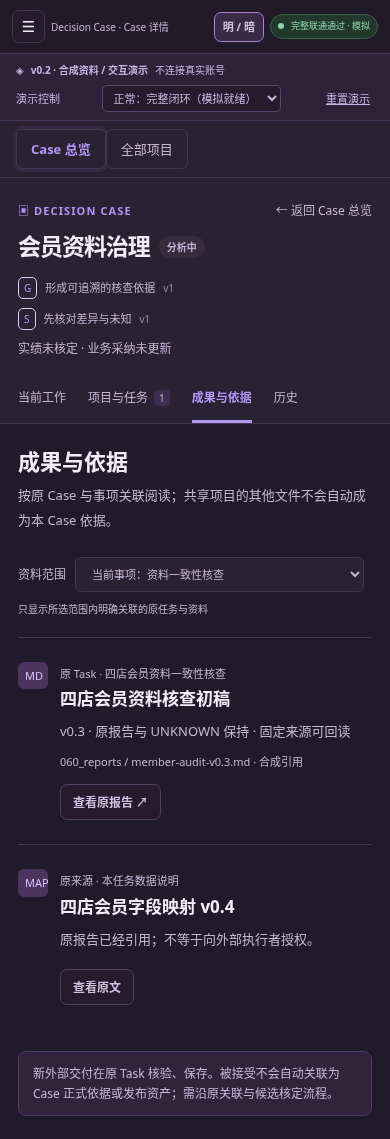 ☰ Decision Case · Case 详情 明 / 暗 完整联通通过 · 模拟
◈ v0.2 · 合成资料 / 交互演示 不连接真实账号
演示控制 正常：完整闭环（模拟就绪） 重置演示
Case 总览 全部项目
▣ DECISION CASE ← 返回 Case 总览
会员资料治理 分析中
G 形成可追溯的核查依据 v1
S 先核对差异与未知 v1
实绩未核定 · 业务采纳未更新
当前工作 项目与任务 1 成果与依据 历史
成果与依据
按原 Case 与事项关联阅读；共享项目的其他文件不会自动成
为本 Case 依据。
资料范围 当前事项：资料一致性核查
只显示所选范围内明确关联的原任务与资料
MD 原 Task · 四店会员资料一致性核查
四店会员资料核查初稿
v0.3 · 原报告与 UNKNOWN 保持 · 固定来源可回读
060_reports / member-audit-v0.3.md · 合成引用
查看原报告 ↗
MAP 原来源 · 本任务数据说明
四店会员字段映射 v0.4
原报告已经引用；不等于向外部执行者授权。
查看原文
新外部交付在原 Task 核验、保存。被接受不会自动关联为
Case 正式依据或发布资产；需沿原关联与候选核定流程。